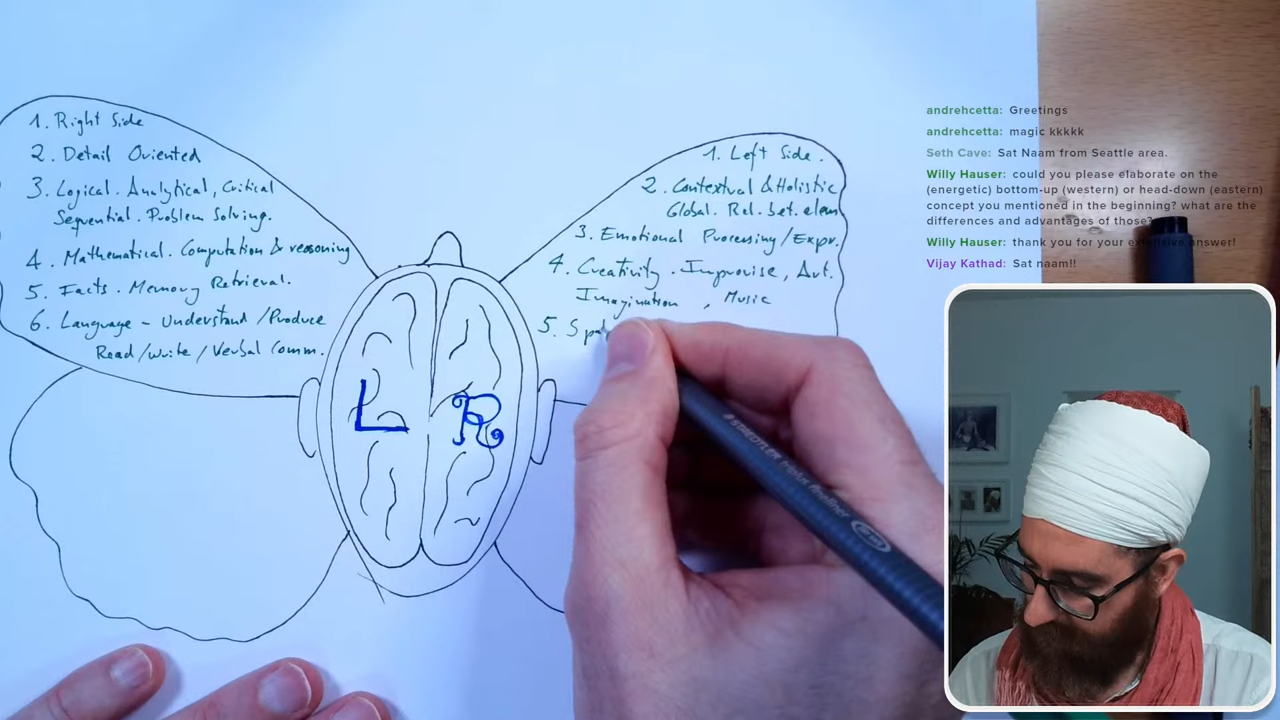 1. Right Side
2. Detail Oriented
3. Logical. Analytical, Critical
Sequential. Problem Solving.
4. Mathematical. Computation & reasoning
5. Facts. Memory Retrieval.
6. Language - Understand / Produce
Read / Write / Verbal Comm.
L
R
1. Left Side.
2. Contextual & Holistic
Global. Rel. bet. elem
3. Emotional Processing / Expr.
4. Creativity. Improvise, Art.
Imagination, Music
5.
STAEDTLER triplus fineliner
andrehcetta: Greetings
andrehcetta: magic kkkkk
Seth Cave: Sat Naam from Seattle area.
Willy Hauser: could you please elaborate on the
(energetic) bottom-up (western) or head-down (eastern)
concept you mentioned in the beginning? what are the
differences and advantages of those?
Willy Hauser: thank you for your extensive answer!
Vijay Kathad: Sat naam!!